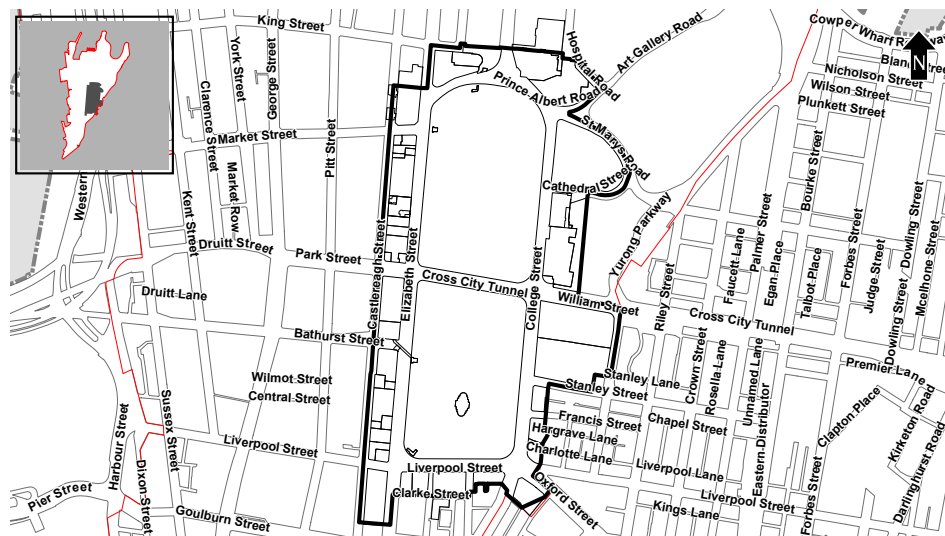 King Street
Hospital Road
Art Gallery Road
Cowper Wharf Roadway
Bland Street
N
Nicholson Street
Wilson Street
Plunkett Street
York Street
George Street
Clarence Street
Prince Albert Road
Market Street
Pitt Street
St Marys Road
Cathedral Street
Bourke Street
Western
Kent Street
Market Row
Druitt Street
Park Street
Castlereagh Street
Elizabeth Street
College Street
Yurong Parkway
Palmer Street
Faucett Lane
Egan Place
Talbot Place
Forbes Street
Judge Street
Dowling Street
Mcelhone Street
Druitt Lane
Cross City Tunnel
William Street
Riley Street
Cross City Tunnel
Dowling Street
Bathurst Street
Premier Lane
Wilmot Street
Central Street
Stanley Lane
Stanley Street
Crown Street
Rosella Lane
Unnamed Lane
Eastern Distributor
Clapton Place
Kirketon Road
Darlinghurst Road
Sussex Street
Francis Street
Chapel Street
Hargrave Lane
Charlotte Lane
Liverpool Street
Liverpool Street
Liverpool Lane
Harbour Street
Dixon Street
Pier Street
Clarke Street
Oxford Street
Liverpool Street
Kings Lane
Forbes Street
Goulburn Street